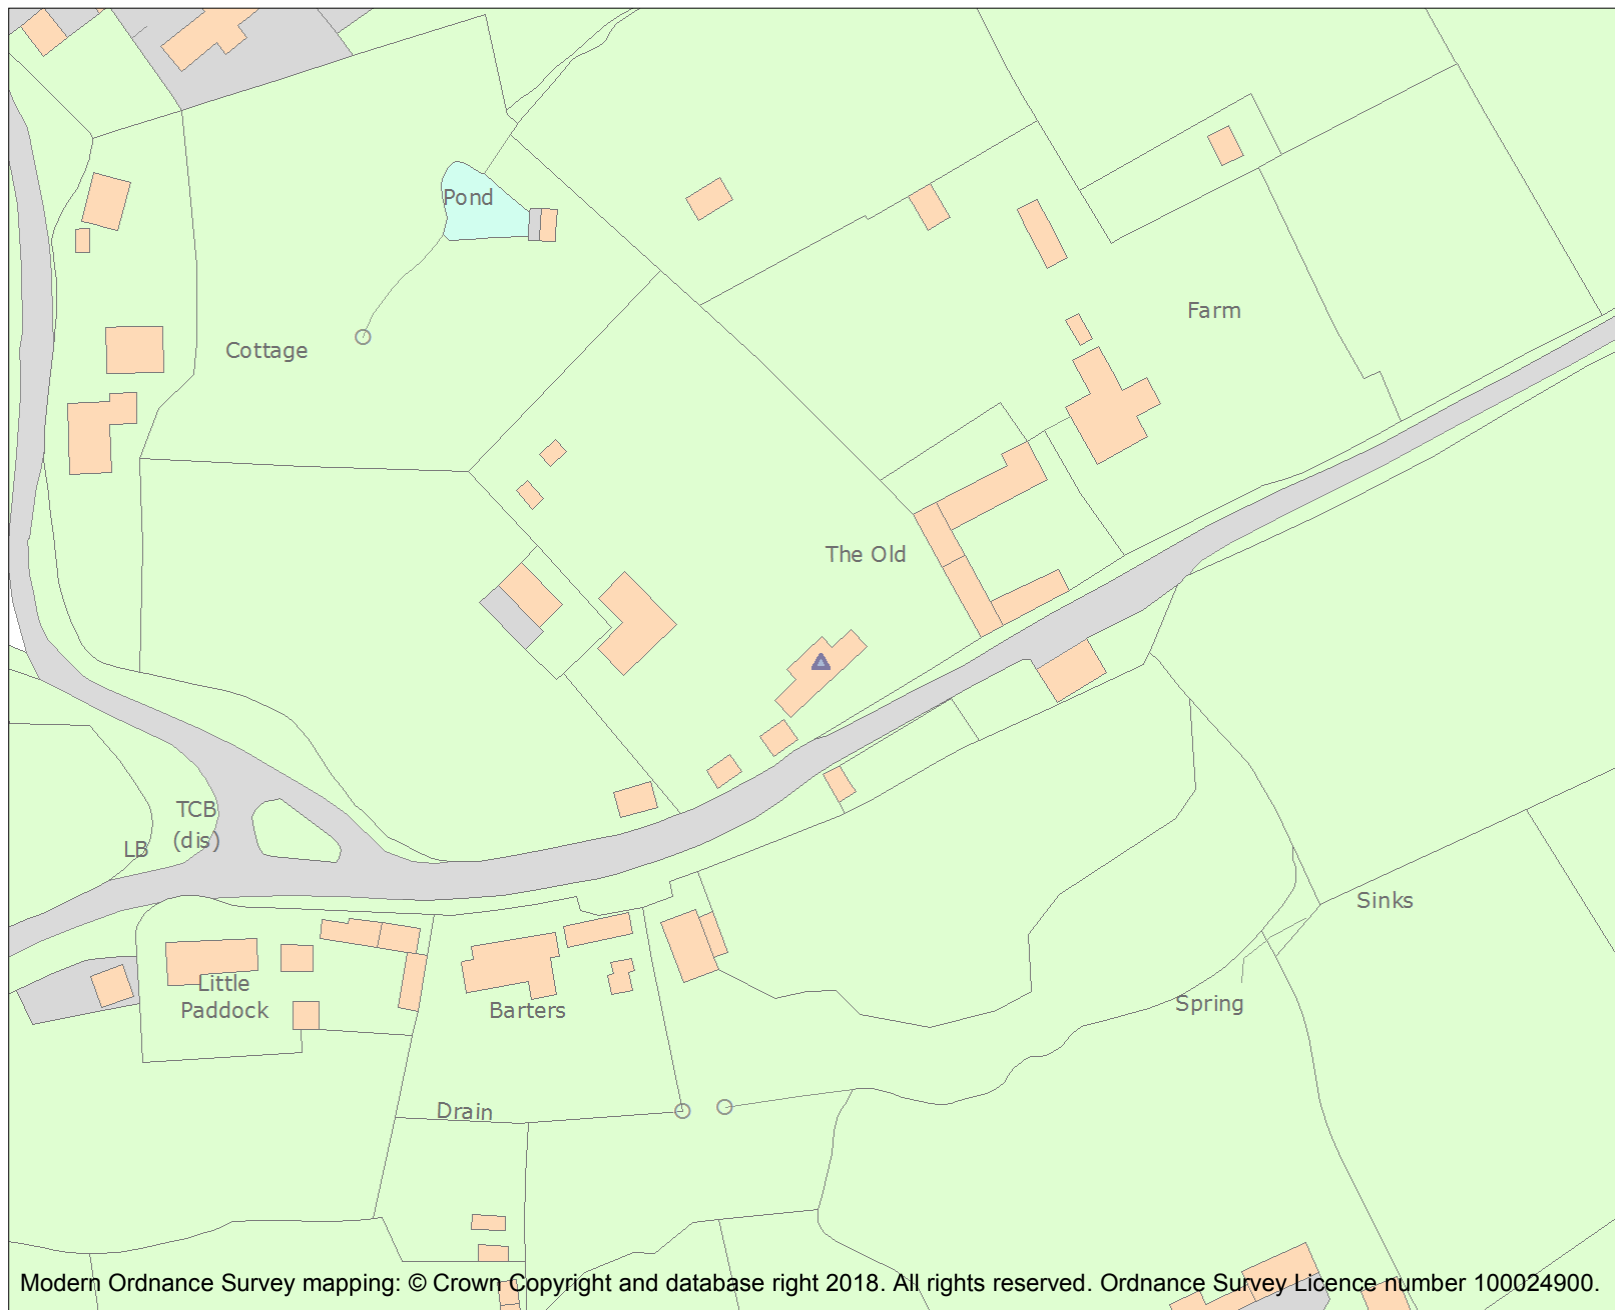 Pond
Farm
Cottage
The Old
TCB
(dis)
LB
Sinks
Little
Paddock
Barters
Spring
Drain
Modern Ordnance Survey mapping: © Crown Copyright and database right 2018. All rights reserved. Ordnance Survey Licence number 100024900.